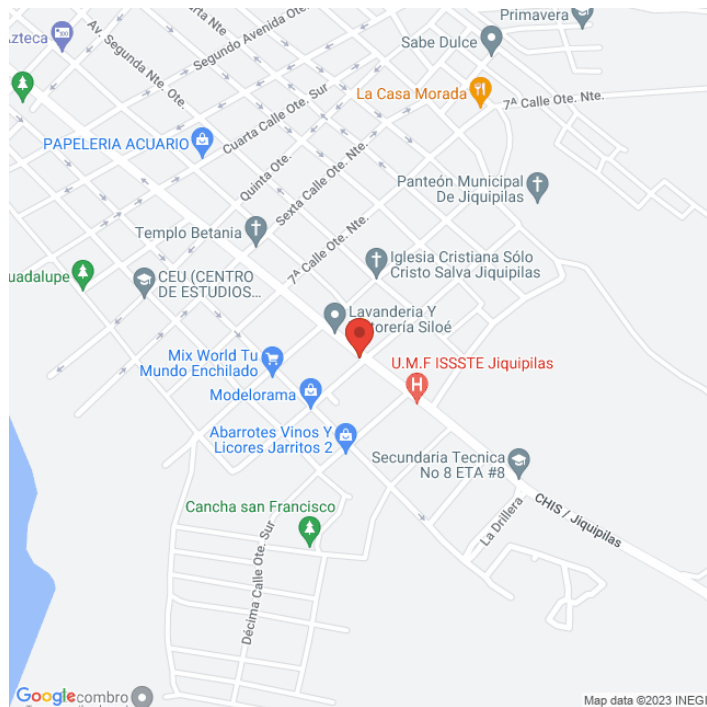 Primavera
Azteca
Cuarta Nte
Segundo Avenida Ote.
Sabe Dulce
Av. Segunda Nte. Ote.
La Casa Morada
7ª Calle Ote. Nte.
Cuarta Calle Ote. Sur
PAPELERIA ACUARIO
Quinta Ote.
Sexta Calle Ote. Nte.
Panteón Municipal
De Jiquipilas
Templo Betania
7ª Calle Ote. Nte.
Iglesia Cristiana Sólo
Cristo Salva Jiquipilas
uadalupe
CEU (CENTRO
DE ESTUDIOS...
Lavanderia Y
torería Siloé
Mix World Tu
Mundo Enchilado
U.M.F ISSSTE Jiquipilas
Modelorama
Abarrotes Vinos Y
Licores Jarritos 2
Secundaria Tecnica
No 8 ETA #8
CHIS / Jiquipilas
Cancha san Francisco
La Drillera
Décima Calle Ote. Sur
Google
combro
Map data ©2023 INEGI